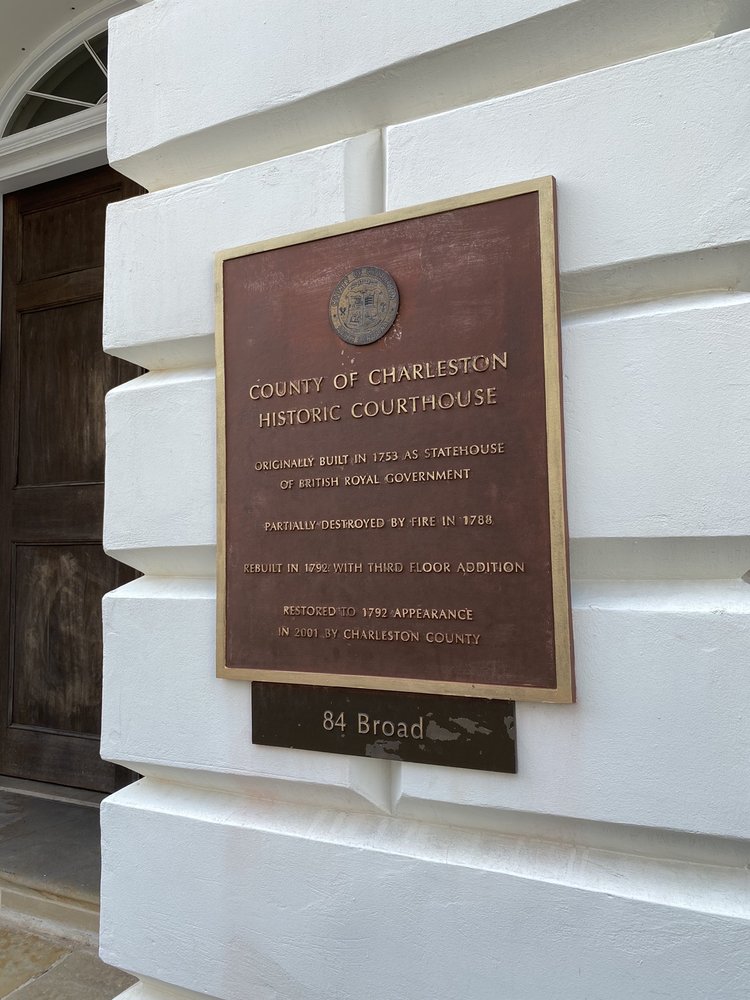 COUNTY OF CHARLESTON
HISTORIC COURTHOUSE
ORIGINALLY BUILT IN 1753 AS STATEHOUSE
OF BRITISH ROYAL GOVERNMENT
PARTIALLY DESTROYED BY FIRE IN 1788
REBUILT IN 1792 WITH THIRD FLOOR ADDITION
RESTORED TO 1792 APPEARANCE
IN 2001 BY CHARLESTON COUNTY
84 Broad